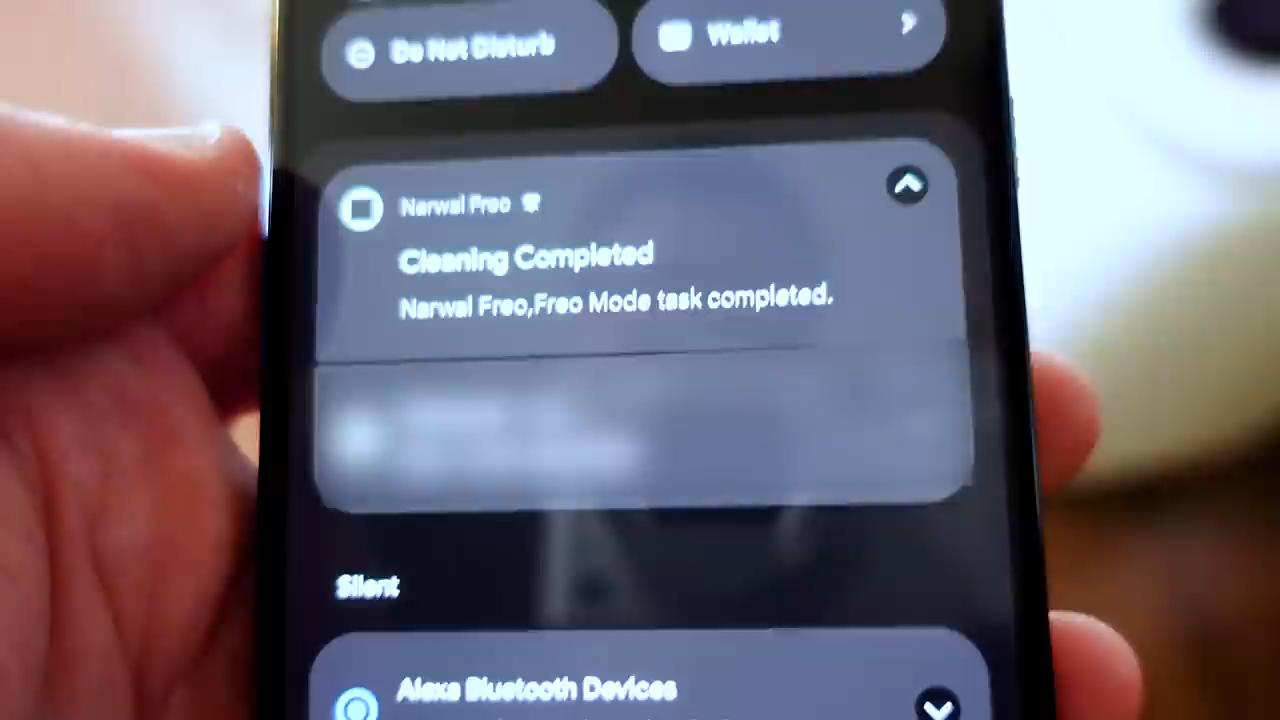 Do Not Disturb
Wallet
Narwal Freo
Cleaning Completed
Narwal Freo,Freo Mode task completed.
Silent
Alexa Bluetooth Devices